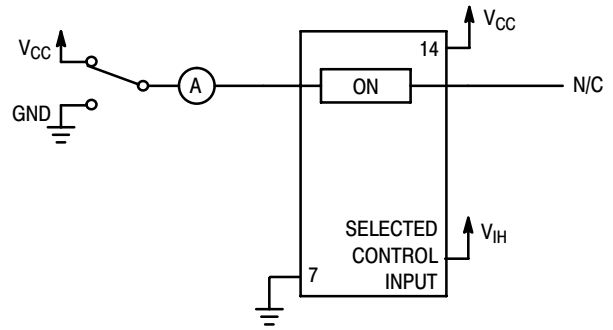 VCC
14
VCC
A
ON
N/C
GND
SELECTED
CONTROL
INPUT
VIH
7